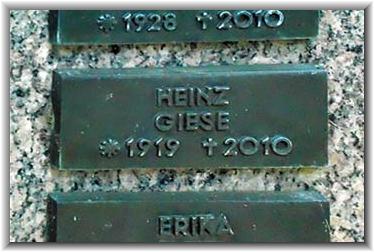 * 1928 † 2010
HEINZ
GIESE
* 1919 † 2010
ERIKA